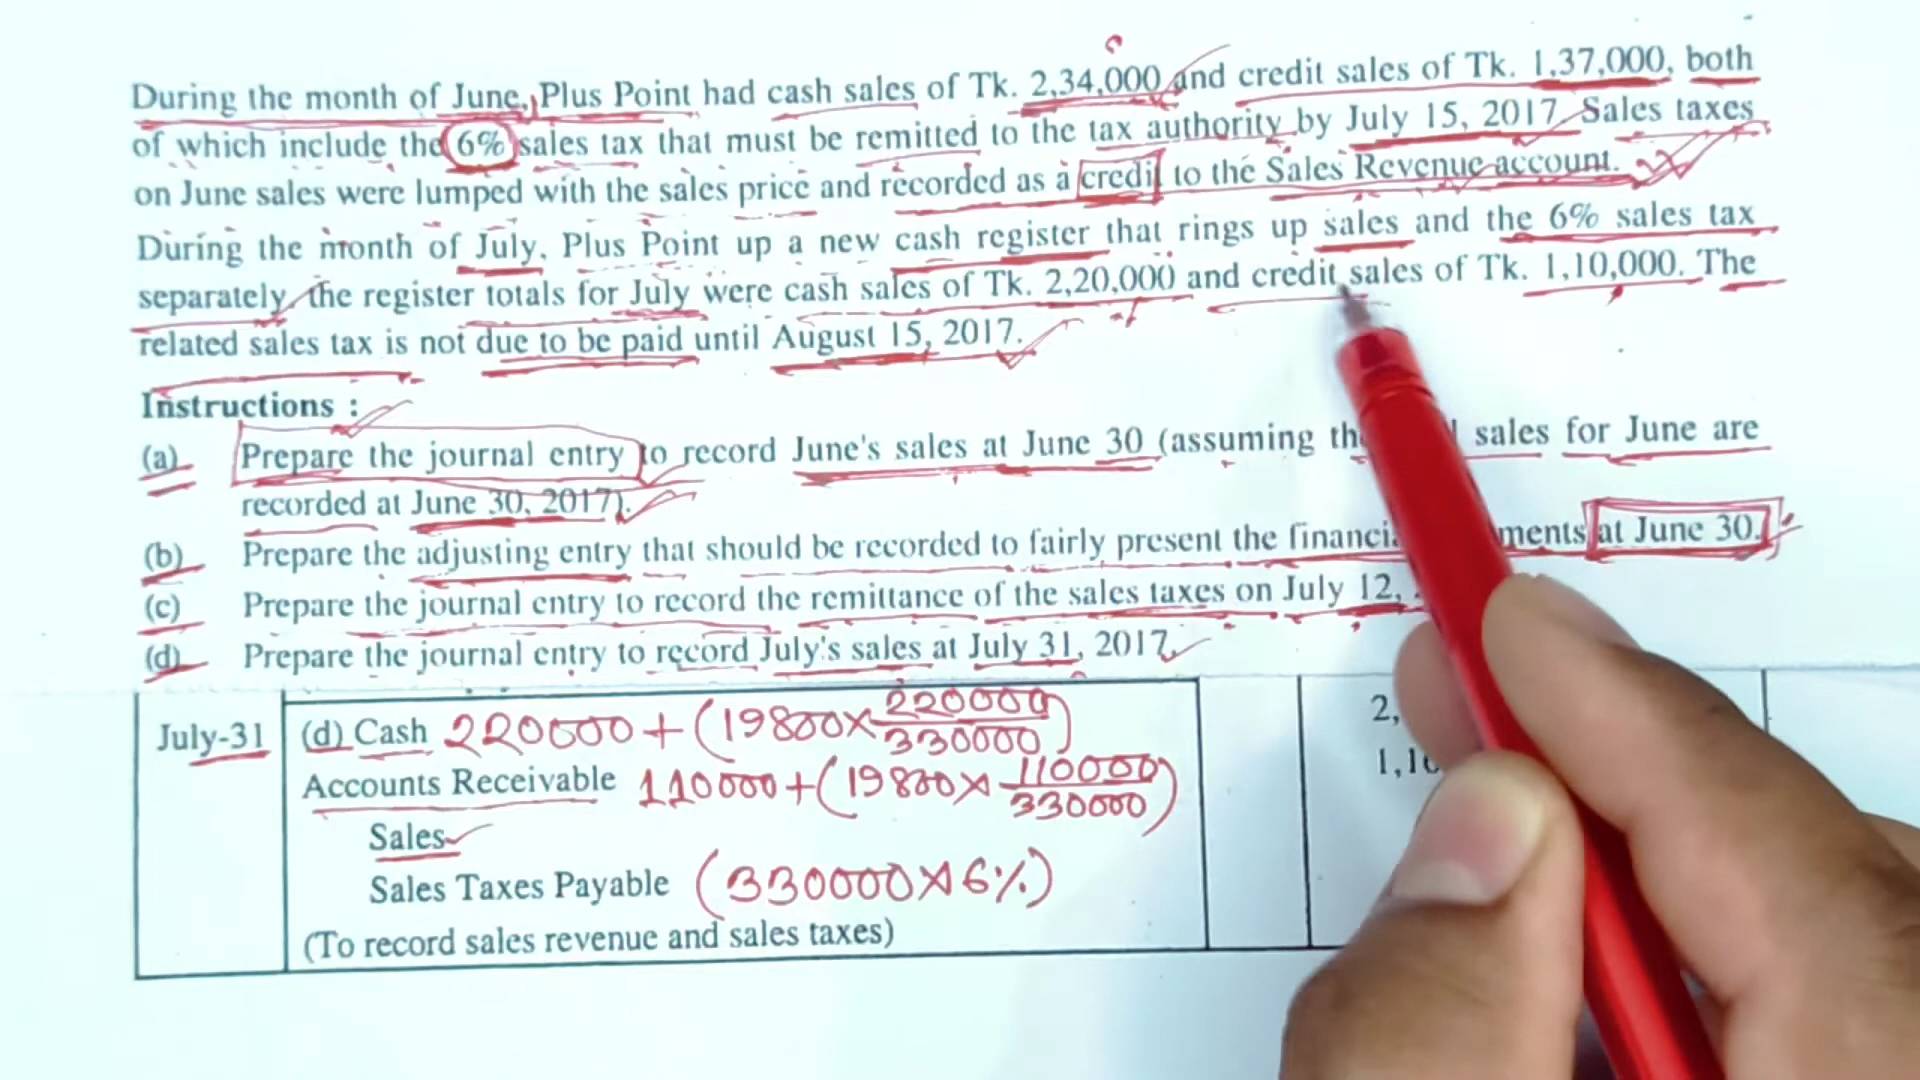 During the month of June, Plus Point had cash sales of Tk. 2,34,000 and credit sales of Tk. 1,37,000, both
of which include the 6% sales tax that must be remitted to the tax authority by July 15, 2017. Sales taxes
on June sales were lumped with the sales price and recorded as a credit to the Sales Revenue account.
During the month of July, Plus Point up a new cash register that rings up sales and the 6% sales tax
separately, the register totals for July were cash sales of Tk. 2,20,000 and credit sales of Tk. 1,10,000. The
related sales tax is not due to be paid until August 15, 2017.
Instructions :
(a) Prepare the journal entry to record June's sales at June 30 (assuming sales for June are
recorded at June 30, 2017).
(b) Prepare the adjusting entry that should be recorded to fairly present the at June 30.
(c) Prepare the journal entry to record the remittance of the sales taxes on July 12,
(d) Prepare the journal entry to record July's sales at July 31, 2017.
July-31 (d) Cash 220000 + (19800 × 220000/330000) 2,
Accounts Receivable 110000 + (19800 × 110000/330000)
Sales
Sales Taxes Payable (330000 × 6%)
(To record sales revenue and sales taxes)